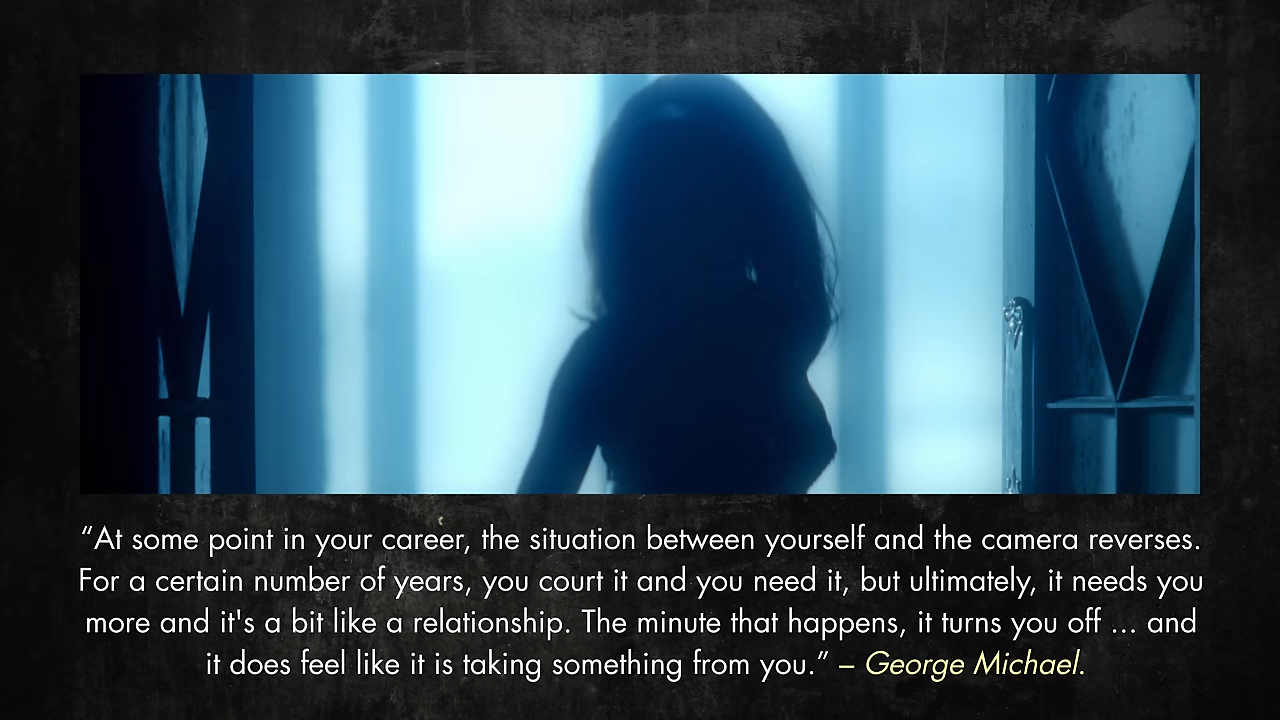 “At some point in your career, the situation between yourself and the camera reverses.
For a certain number of years, you court it and you need it, but ultimately, it needs you
more and it's a bit like a relationship. The minute that happens, it turns you off ... and
it does feel like it is taking something from you.” – George Michael.